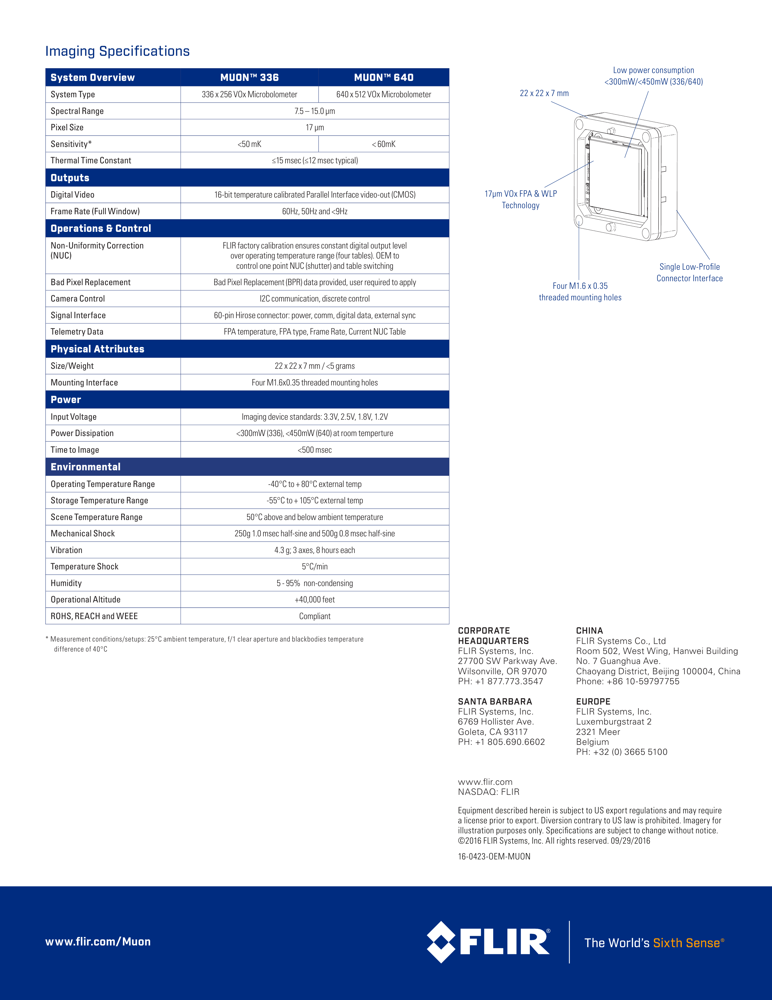 Imaging Specifications
System Overview MUON™ 336 MUON™ 640
System Type 336 x 256 VOx Microbolometer 640 x 512 VOx Microbolometer
Spectral Range 7.5 – 15.0 µm
Pixel Size 17 µm
Sensitivity* <50 mK < 60mK
Thermal Time Constant ≤15 msec (≤12 msec typical)
Outputs
Digital Video 16-bit temperature calibrated Parallel Interface video-out (CMOS)
Frame Rate (Full Window) 60Hz, 50Hz and <9Hz
Operations & Control
Non-Uniformity Correction
(NUC)
FLIR factory calibration ensures constant digital output level
over operating temperature range (four tables). OEM to
control one point NUC (shutter) and table switching
Bad Pixel Replacement Bad Pixel Replacement (BPR) data provided, user required to apply
Camera Control I2C communication, discrete control
Signal Interface 60-pin Hirose connector: power, comm, digital data, external sync
Telemetry Data FPA temperature, FPA type, Frame Rate, Current NUC Table
Physical Attributes
Size/Weight 22 x 22 x 7 mm / <5 grams
Mounting Interface Four M1.6x0.35 threaded mounting holes
Power
Input Voltage Imaging device standards: 3.3V, 2.5V, 1.8V, 1.2V
Power Dissipation <300mW (336), <450mW (640) at room temperture
Time to Image <500 msec
Environmental
Operating Temperature Range -40°C to + 80°C external temp
Storage Temperature Range -55°C to + 105°C external temp
Scene Temperature Range 50°C above and below ambient temperature
Mechanical Shock 250g 1.0 msec half-sine and 500g 0.8 msec half-sine
Vibration 4.3 g; 3 axes, 8 hours each
Temperature Shock 5°C/min
Humidity 5 - 95% non-condensing
Operational Altitude +40,000 feet
ROHS, REACH and WEEE Compliant
* Measurement conditions/setups: 25°C ambient temperature, f/1 clear aperture and blackbodies temperature
difference of 40°C
Low power consumption
<300mW/<450mW (336/640)
22 x 22 x 7 mm
17µm VOx FPA & WLP
Technology
Single Low-Profile
Connector Interface
Four M1.6 x 0.35
threaded mounting holes
CORPORATE
HEADQUARTERS
FLIR Systems, Inc.
27700 SW Parkway Ave.
Wilsonville, OR 97070
PH: +1 877.773.3547
CHINA
FLIR Systems Co., Ltd
Room 502, West Wing, Hanwei Building
No. 7 Guanghua Ave.
Chaoyang District, Beijing 100004, China
Phone: +86 10-59797755
SANTA BARBARA
FLIR Systems, Inc.
6769 Hollister Ave.
Goleta, CA 93117
PH: +1 805.690.6602
EUROPE
FLIR Systems, Inc.
Luxemburgstraat 2
2321 Meer
Belgium
PH: +32 (0) 3665 5100
www.flir.com
NASDAQ: FLIR
Equipment described herein is subject to US export regulations and may require
a license prior to export. Diversion contrary to US law is prohibited. Imagery for
illustration purposes only. Specifications are subject to change without notice.
©2016 FLIR Systems, Inc. All rights reserved. 09/29/2016
16-0423-OEM-MUON
www.flir.com/Muon
FLIR®
The World's Sixth Sense®